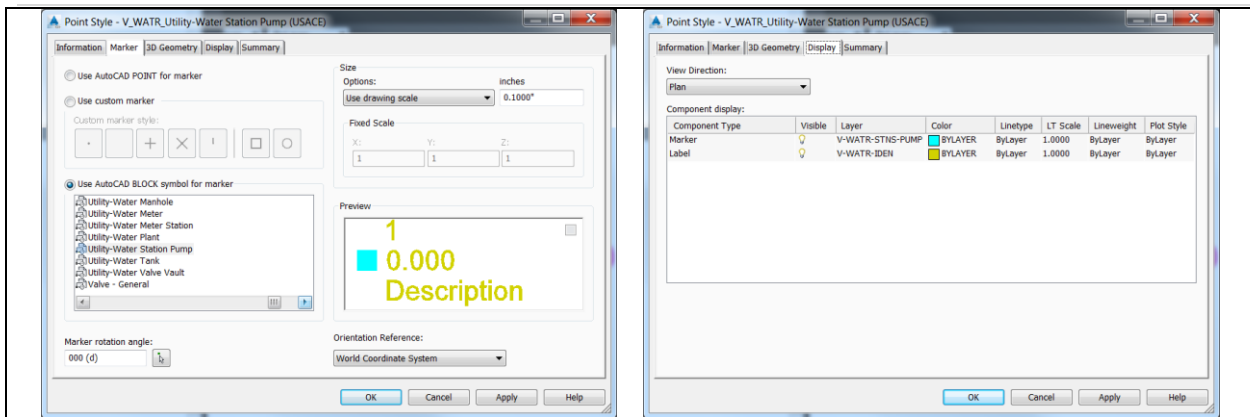 Point Style - V_WATR_Utility-Water Station Pump (USACE)
Information Marker 3D Geometry Display Summary
Use AutoCAD POINT for marker
Use custom marker
Custom marker style:
Use AutoCAD BLOCK symbol for marker
Utility-Water Manhole
Utility-Water Meter
Utility-Water Meter Station
Utility-Water Plant
Utility-Water Station Pump
Utility-Water Tank
Utility-Water Valve Vault
Valve - General
Marker rotation angle:
000 (d)
Size
Options: inches
Use drawing scale 0.1000"
Fixed Scale
X: Y: Z:
1 1 1
Preview
1
0.000
Description
Orientation Reference:
World Coordinate System
OK Cancel Apply Help
Point Style - V_WATR_Utility-Water Station Pump (USACE)
Information Marker 3D Geometry Display Summary
View Direction:
Plan
Component display:
Component Type Visible Layer Color Linetype LT Scale Lineweight Plot Style
Marker V-WATR-STNS-PUMP BYLAYER ByLayer 1.0000 ByLayer ByLayer
Label V-WATR-IDEN BYLAYER ByLayer 1.0000 ByLayer ByLayer
OK Cancel Apply Help